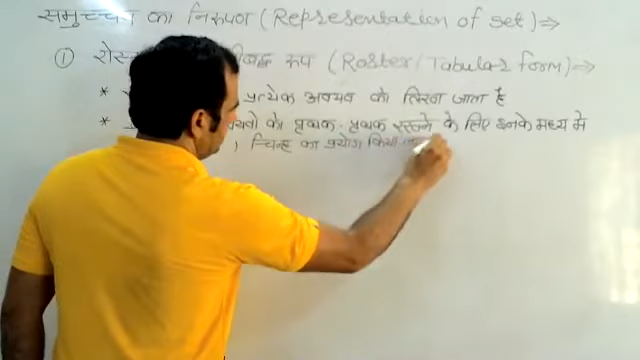 समुच्चय का निरूपण (Representation of set) ⇒
① रोस्टर रूप (Roster/Tabular form) ⇒
* प्रत्येक अवयव को लिखा जाता है
* को पृथक-पृथक रखने के लिए इनके मध्य में
, चिन्ह का प्रयोग किया